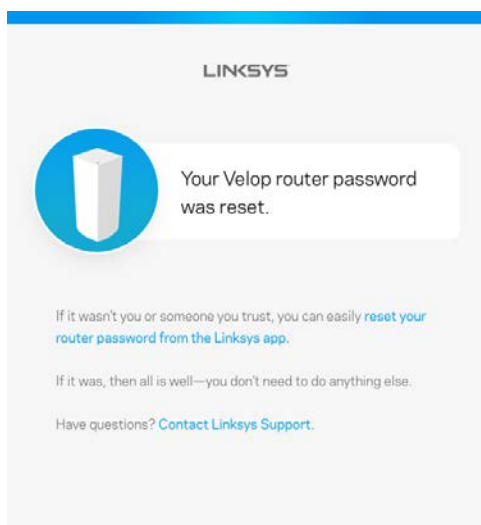 LINKSYS
Your Velop router password
was reset.
If it wasn't you or someone you trust, you can easily reset your
router password from the Linksys app.
If it was, then all is well—you don't need to do anything else.
Have questions? Contact Linksys Support.